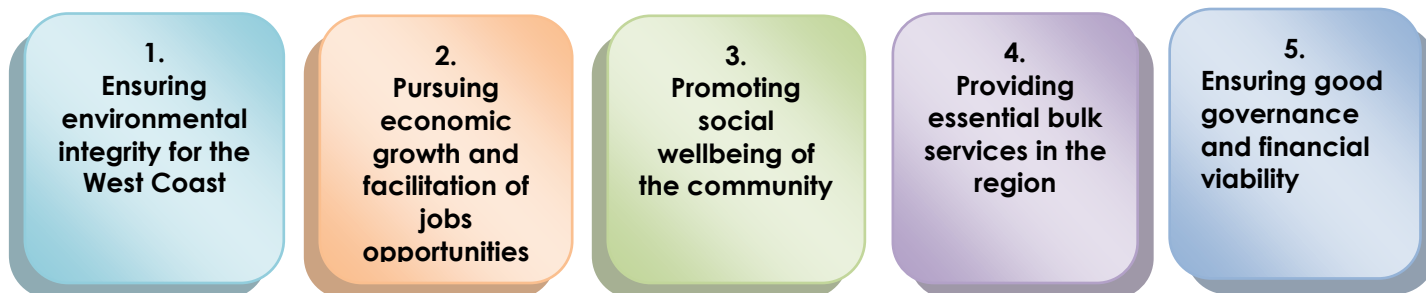 1.
Ensuring
environmental
integrity for the
West Coast
2.
Pursuing
economic
growth and
facilitation of
jobs
opportunities
3.
Promoting
social
wellbeing of
the community
4.
Providing
essential bulk
services in the
region
5.
Ensuring good
governance
and financial
viability